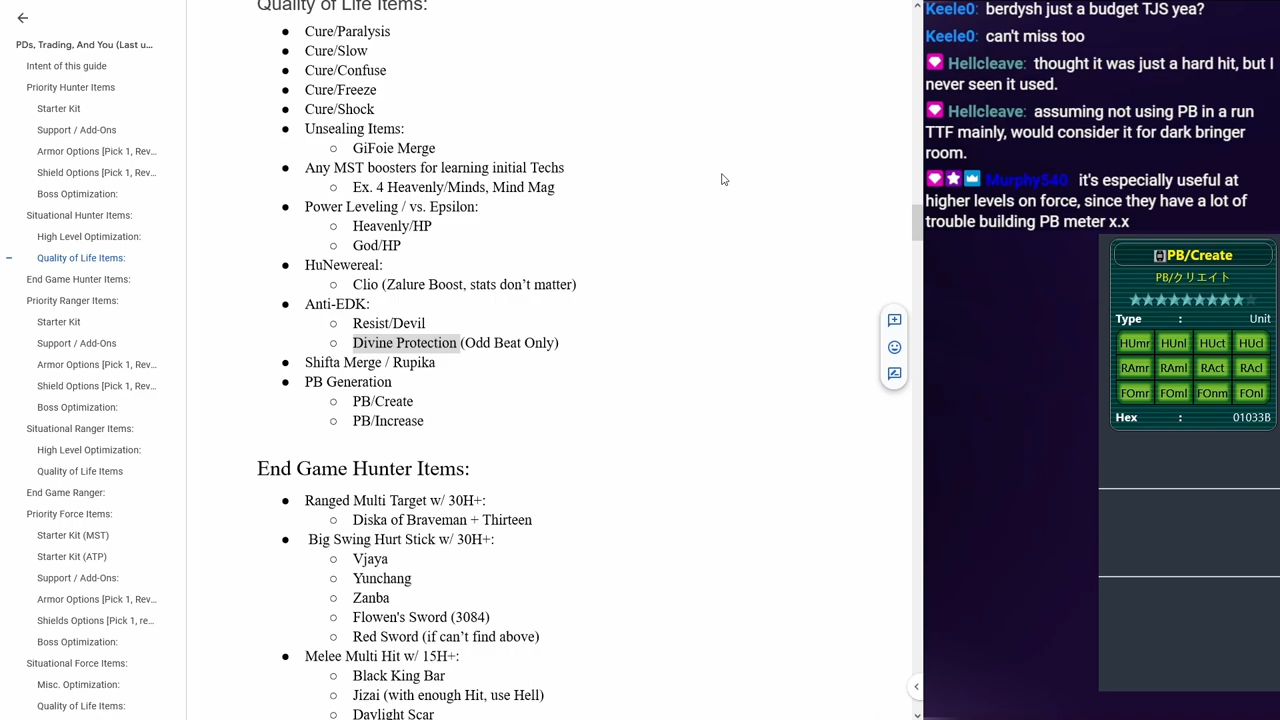 PDs, Trading, And You (Last u...
Intent of this guide
Priority Hunter Items
Starter Kit
Support / Add-Ons
Armor Options [Pick 1, Rev...
Shield Options [Pick 1, Rev...
Boss Optimization:
Situational Hunter Items:
High Level Optimization:
Quality of Life Items:
End Game Hunter Items:
Priority Ranger Items:
Starter Kit
Support / Add-Ons:
Armor Options [Pick 1, Rev...
Shield Options [Pick 1, Rev...
Boss Optimization:
Situational Ranger Items:
High Level Optimization:
Quality of Life Items
End Game Ranger:
Priority Force Items:
Starter Kit (MST)
Starter Kit (ATP)
Support / Add-Ons:
Armor Options [Pick 1, Rev...
Shields Options [Pick 1, re...
Boss Optimization:
Situational Force Items:
Misc. Optimization:
Quality of Life Items:
Quality of Life Items:
Cure/Paralysis
Cure/Slow
Cure/Confuse
Cure/Freeze
Cure/Shock
Unsealing Items:
GiFoie Merge
Any MST boosters for learning initial Techs
Ex. 4 Heavenly/Minds, Mind Mag
Power Leveling / vs. Epsilon:
Heavenly/HP
God/HP
HuNewereal:
Clio (Zalure Boost, stats don't matter)
Anti-EDK:
Resist/Devil
Divine Protection (Odd Beat Only)
Shifta Merge / Rupika
PB Generation
PB/Create
PB/Increase
End Game Hunter Items:
Ranged Multi Target w/ 30H+:
Diska of Braveman + Thirteen
Big Swing Hurt Stick w/ 30H+:
Vjaya
Yunchang
Zanba
Flowen's Sword (3084)
Red Sword (if can't find above)
Melee Multi Hit w/ 15H+:
Black King Bar
Jizai (with enough Hit, use Hell)
Daylight Scar
Keele0: berdysh just a budget TJS yea?
Keele0: can't miss too
Hellcleave: thought it was just a hard hit, but I
never seen it used.
Hellcleave: assuming not using PB in a run
TTF mainly, would consider it for dark bringer
room.
Murphy540: it's especially useful at
higher levels on force, since they have a lot of
trouble building PB meter x.x
PB/Create
PB/クリエイト
Type : Unit
HUmr HUnl HUct HUcl
RAmr RAml RAct RAcl
FOmr FOml FOnm FOnl
Hex : 01033B